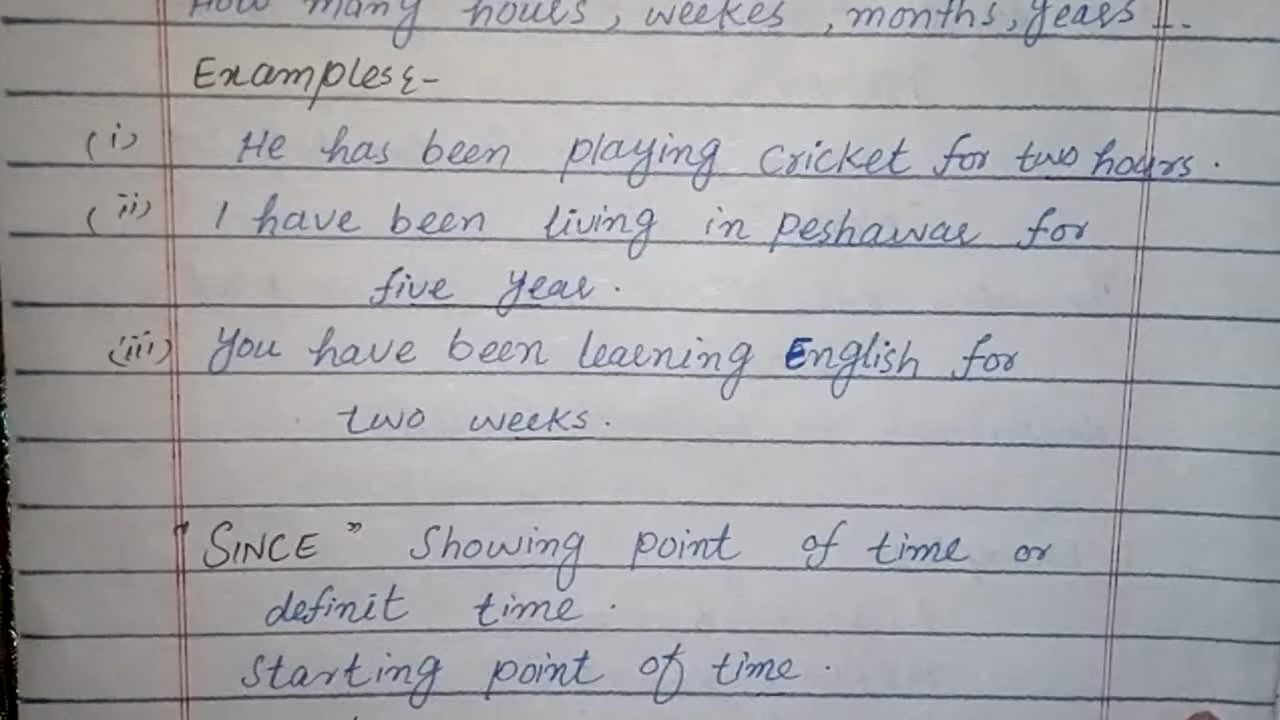 How many hours, weekes, months, years -.
Examples:-
(i) He has been playing cricket for two hours.
(ii) I have been living in peshawar for
five year.
(iii) You have been learning English for
two weeks.
"SINCE" Showing point of time or
definit time.
Starting point of time.